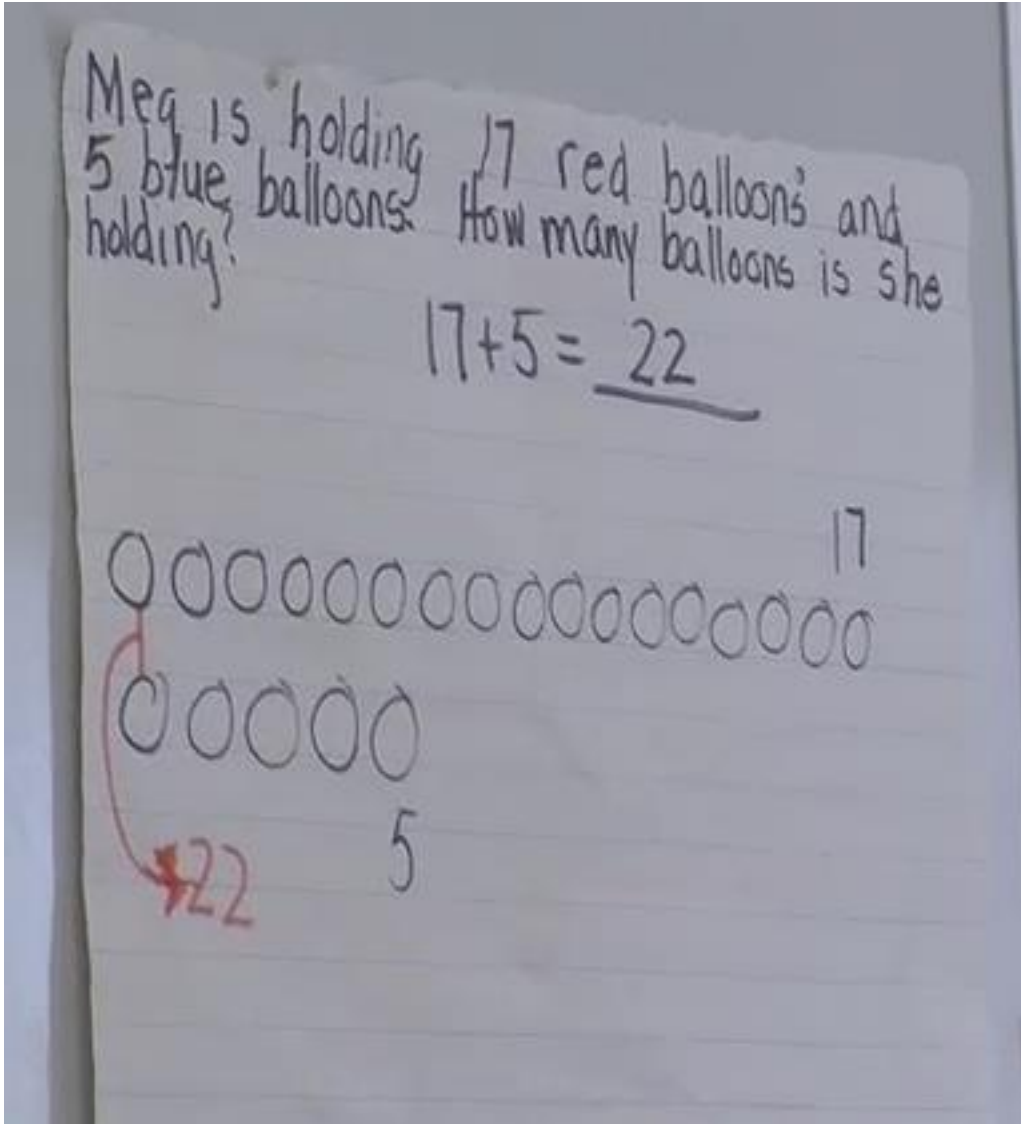 Meg is holding 17 red balloons and
5 blue balloons. How many balloons is she
holding?
17+5= 22
17
5
22